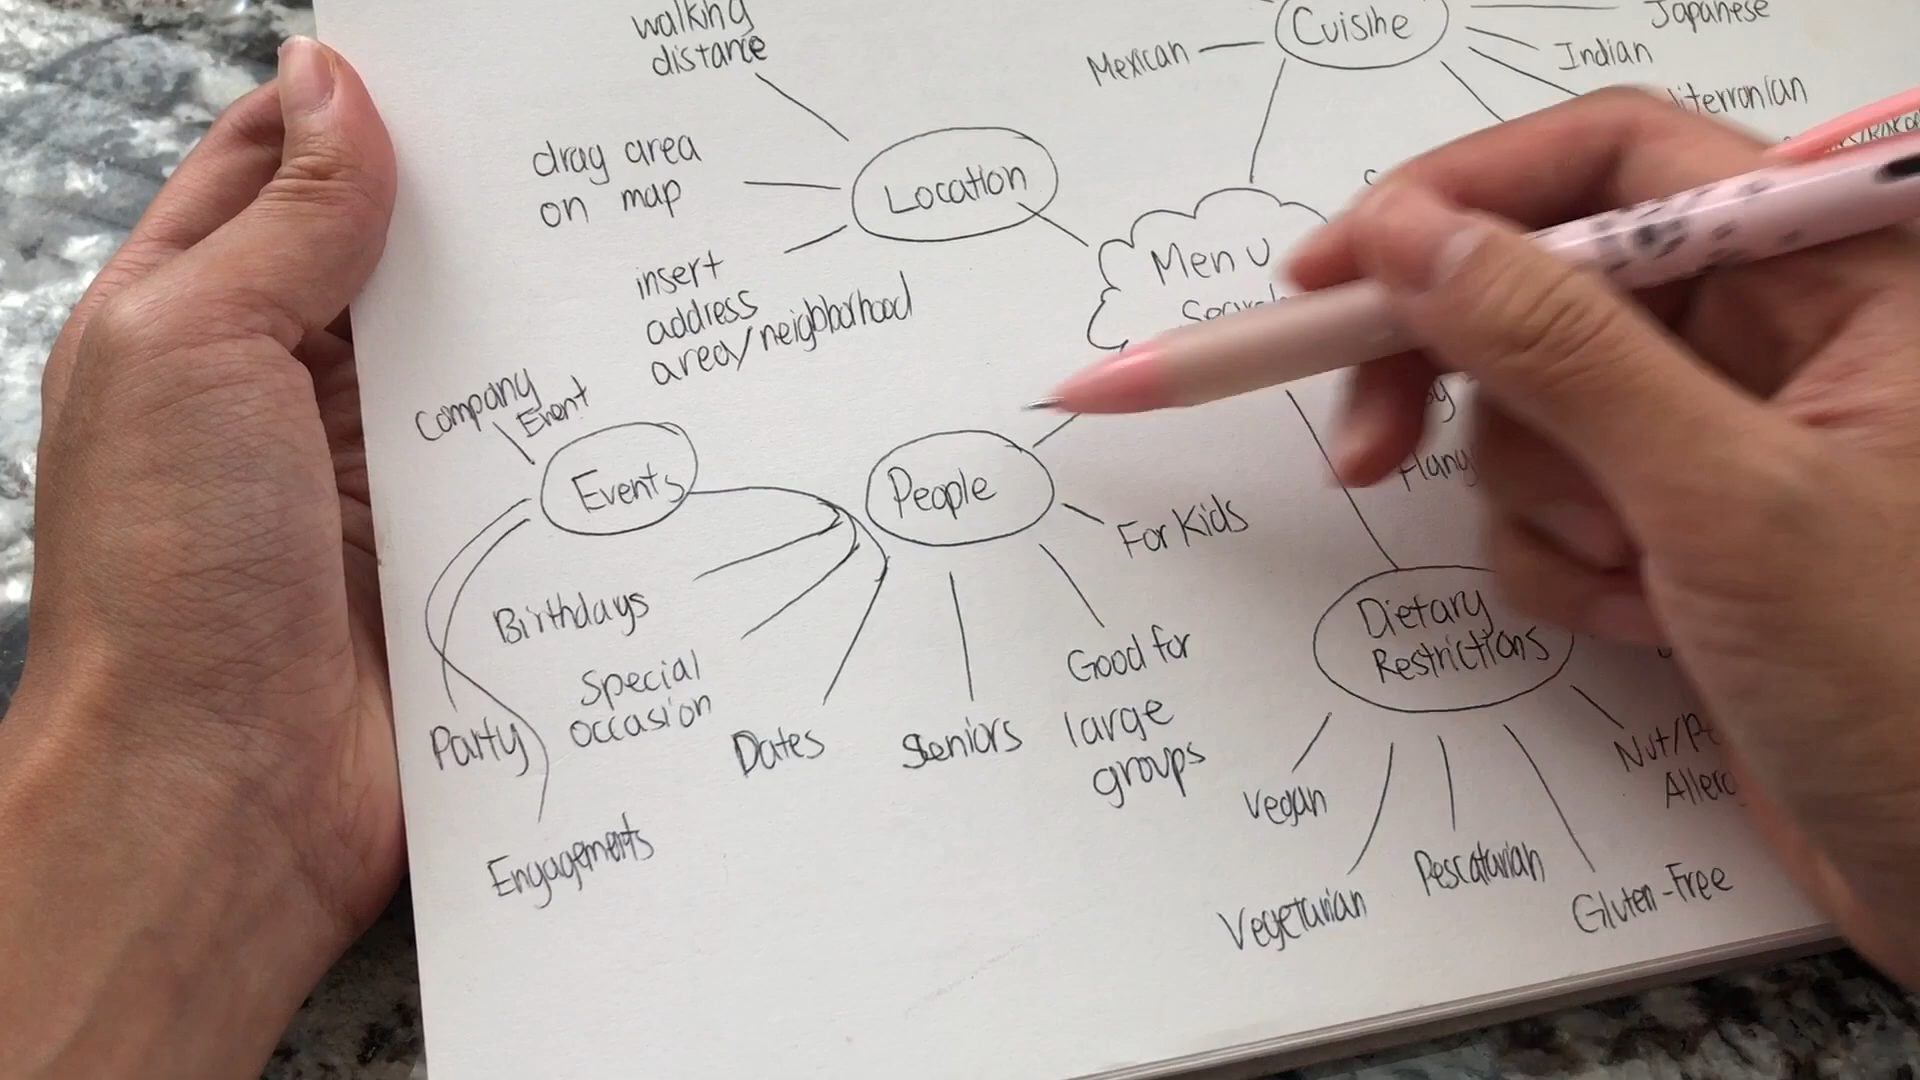 walking
distance
drag area
on map
insert
address
area/neighborhood
Location
Mexican
Cuisine
Japanese
Indian
Menu
Company
Event
Events
Birthdays
Special
occasion
Party
Engagements
People
Dates
Seniors
Good for
large
groups
For Kids
Dietary
Restrictions
Vegan
Vegetarian
Pescatarian
Gluten-Free